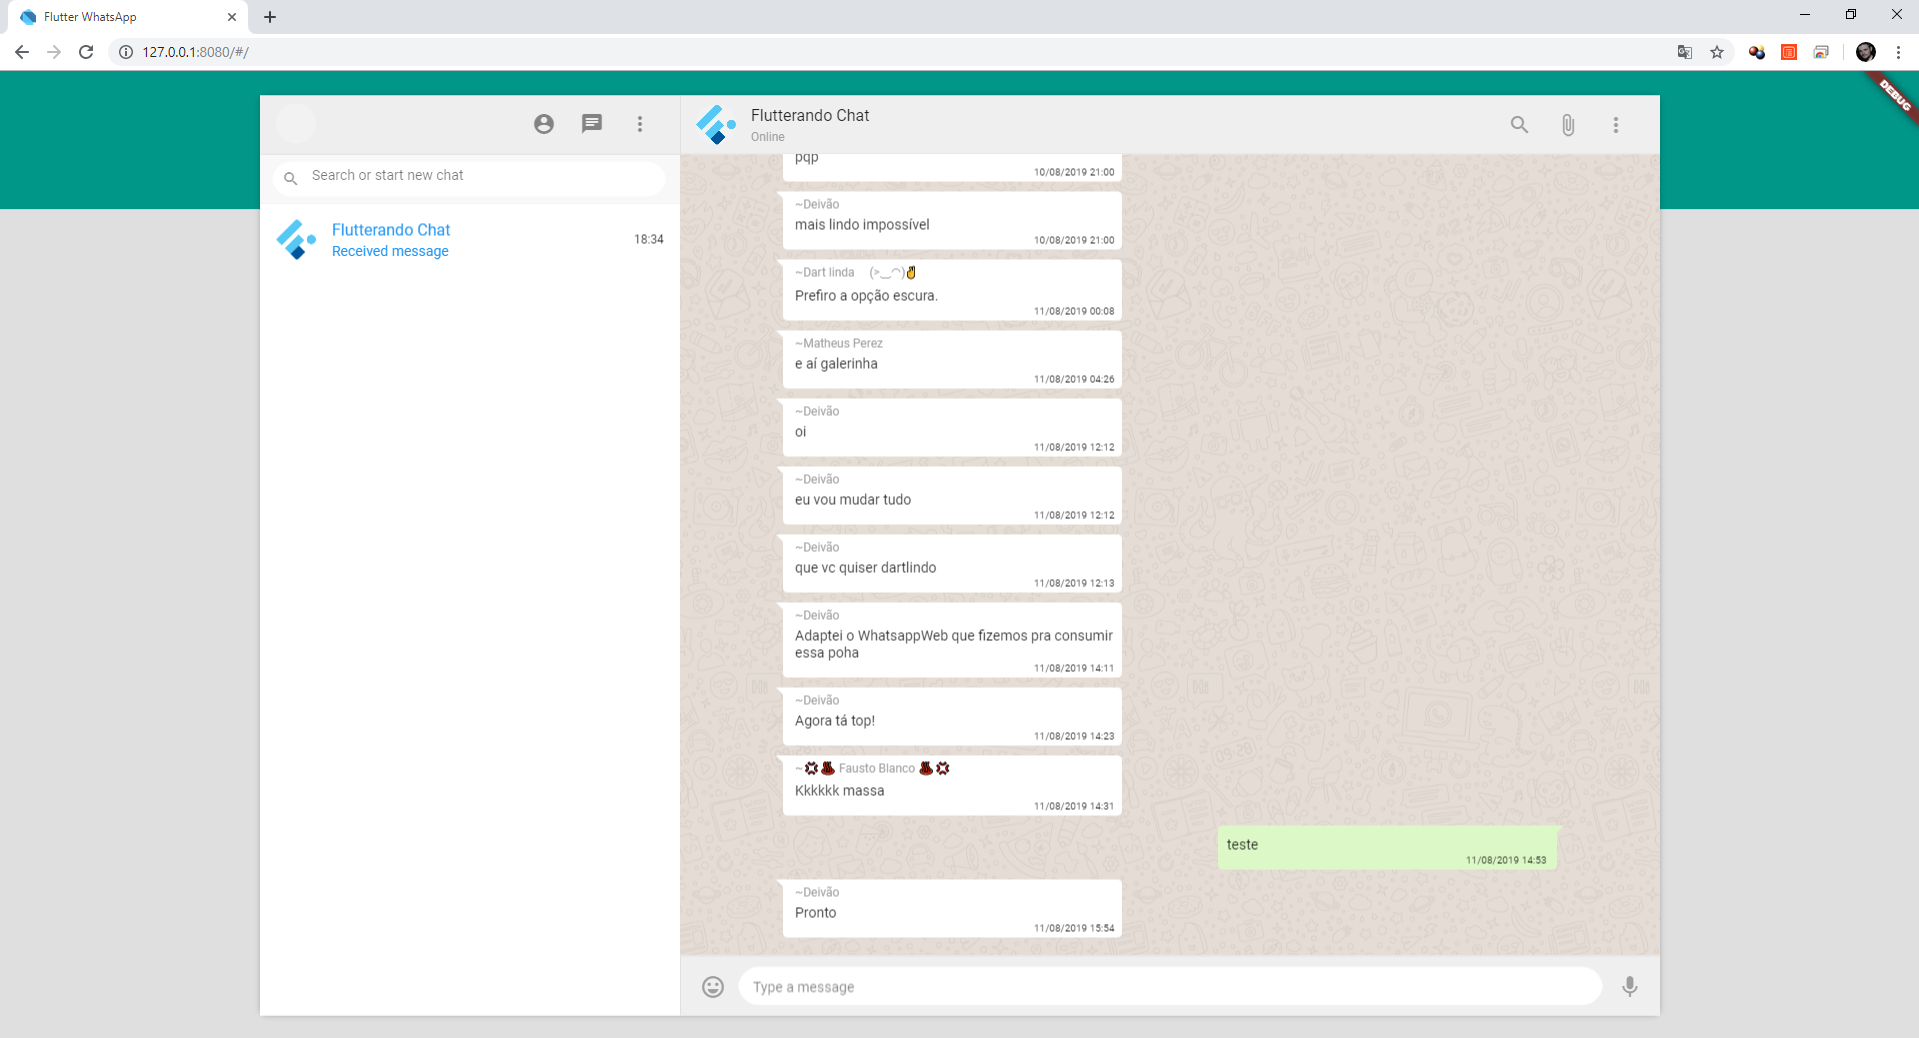 Flutter WhatsApp
127.0.0.1:8080/#/
DEBUG
Flutterando Chat
Online
Search or start new chat
Flutterando Chat
18:34
Received message
pqp
10/08/2019 21:00
~Deivão
mais lindo impossível
10/08/2019 21:00
~Dart linda (>‿◠)✌
Prefiro a opção escura.
11/08/2019 00:08
~Matheus Perez
e aí galerinha
11/08/2019 04:26
~Deivão
oi
11/08/2019 12:12
~Deivão
eu vou mudar tudo
11/08/2019 12:12
~Deivão
que vc quiser dartlindo
11/08/2019 12:13
~Deivão
Adaptei o WhatsappWeb que fizemos pra consumir
essa poha
11/08/2019 14:11
~Deivão
Agora tá top!
11/08/2019 14:23
~💢♨ Fausto Blanco ♨💢
Kkkkkk massa
11/08/2019 14:31
teste
11/08/2019 14:53
~Deivão
Pronto
11/08/2019 15:54
Type a message